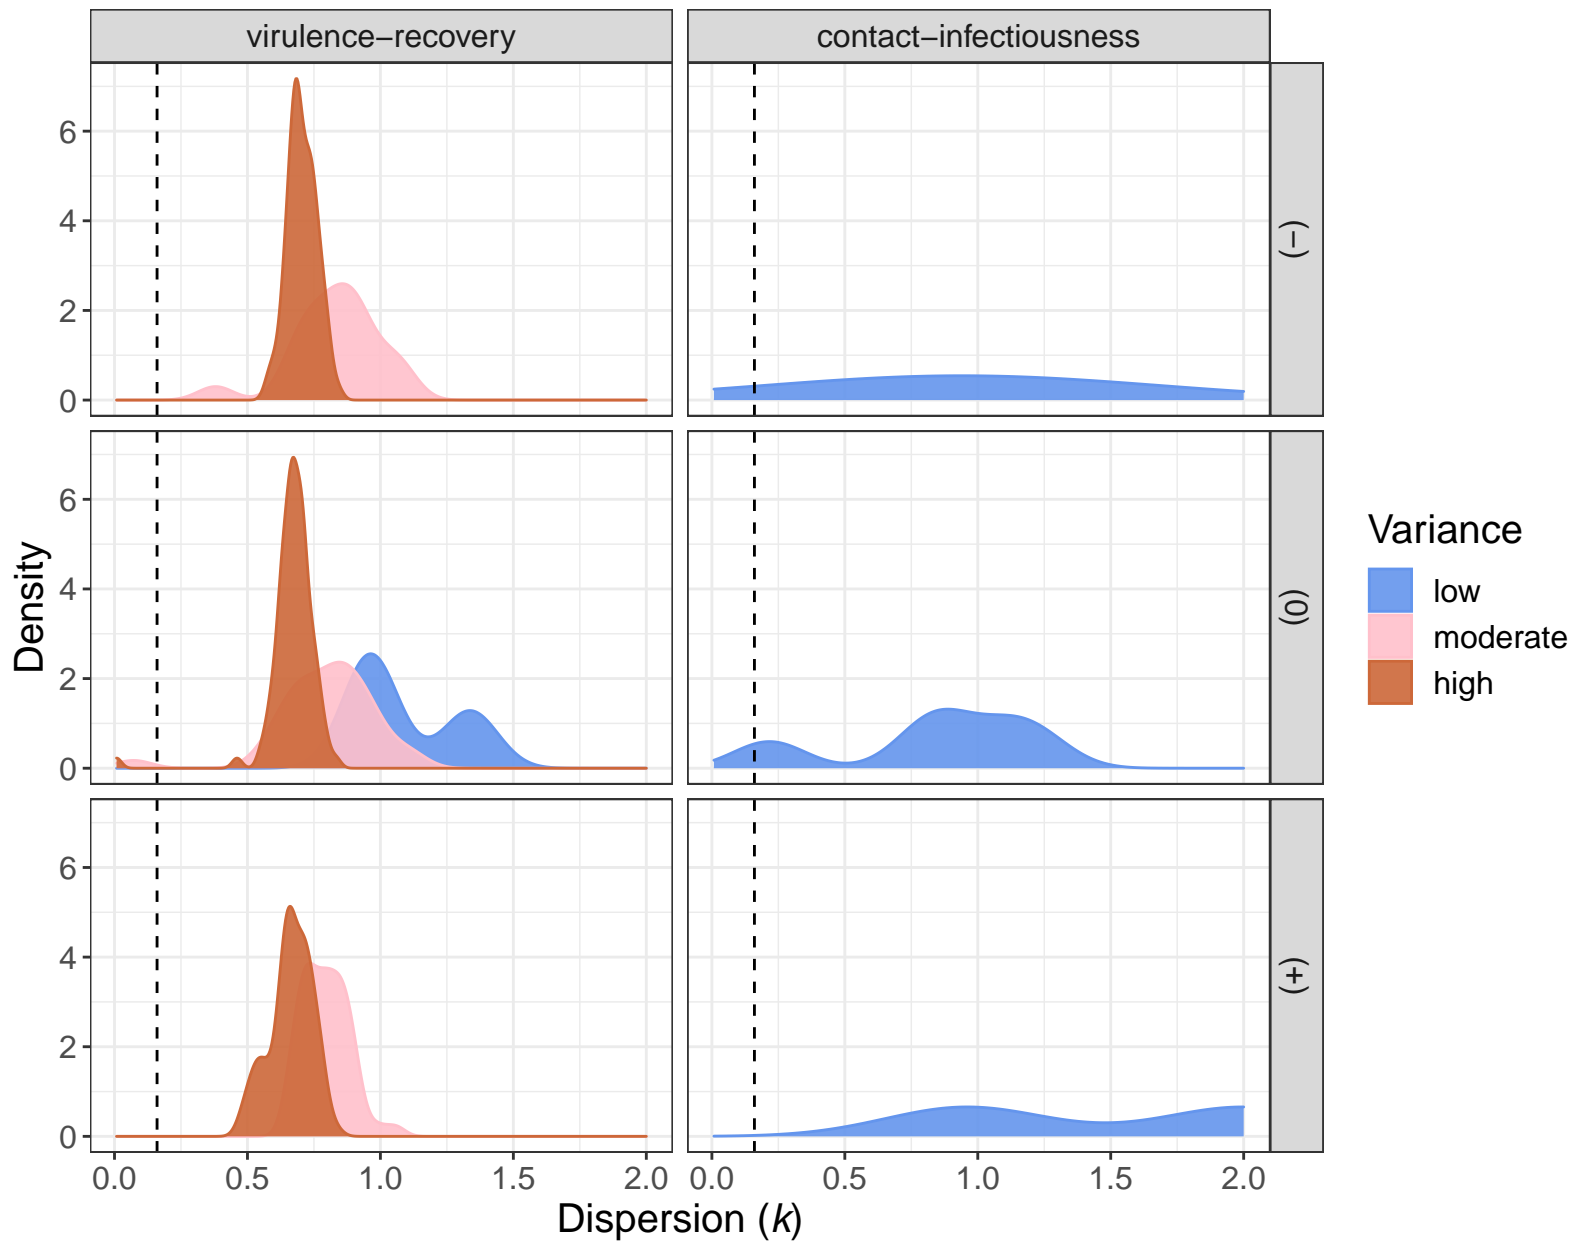 virulence−recovery
contact−infectiousness
6
4
2
0
(−)
6
4
2
0
(0)
6
4
2
0
(+)
0.0 0.5 1.0 1.5 2.0
0.0 0.5 1.0 1.5 2.0
Dispersion (k)
Density
Variance
low
moderate
high